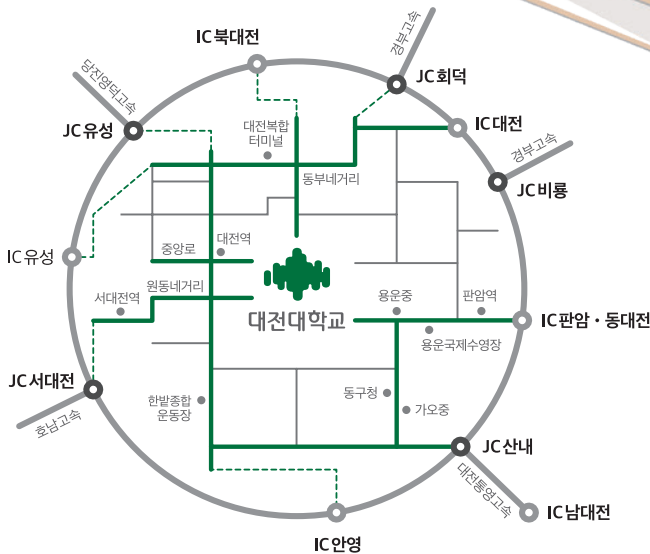 경부고속
IC북대전
당진영덕고속
JC회덕
JC유성
대전복합
터미널
IC대전
경부고속
동부네거리
JC비룡
IC유성
중앙로
대전역
원동네거리
서대전역
대전대학교
용운중
판암역
IC판암·동대전
용운국제수영장
JC서대전
호남고속
한밭종합
운동장
동구청
가오중
JC산내
대전통영고속
IC남대전
IC안영